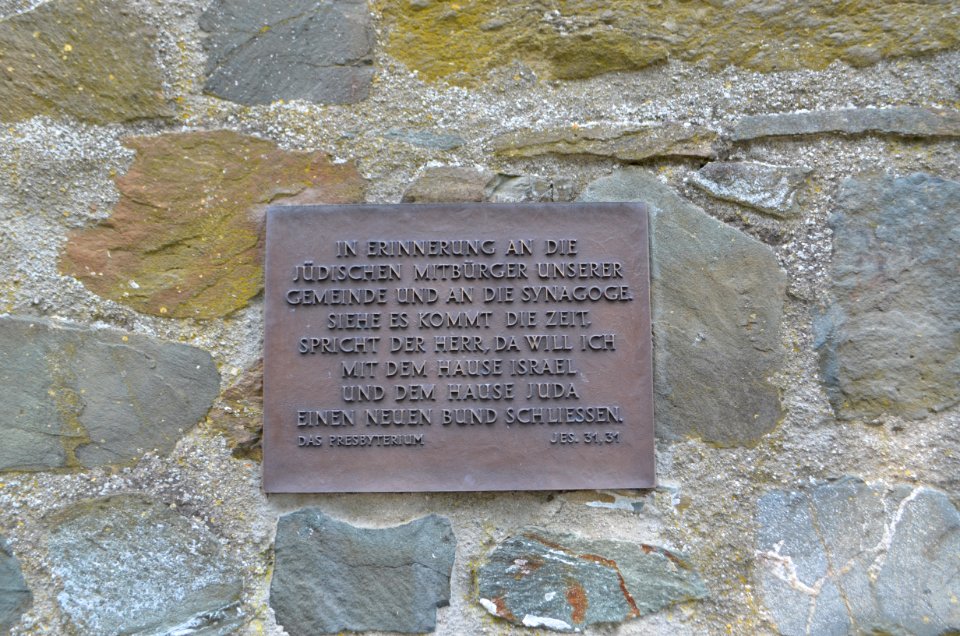 IN ERINNERUNG AN DIE
JÜDISCHEN MITBÜRGER UNSERER
GEMEINDE UND AN DIE SYNAGOGE.
SIEHE ES KOMMT DIE ZEIT
SPRICHT DER HERR, DA WILL ICH
MIT DEM HAUSE ISRAEL
UND DEM HAUSE JUDA
EINEN NEUEN BUND SCHLIESSEN.
DAS PRESBYTERIUM, JES. 31,31